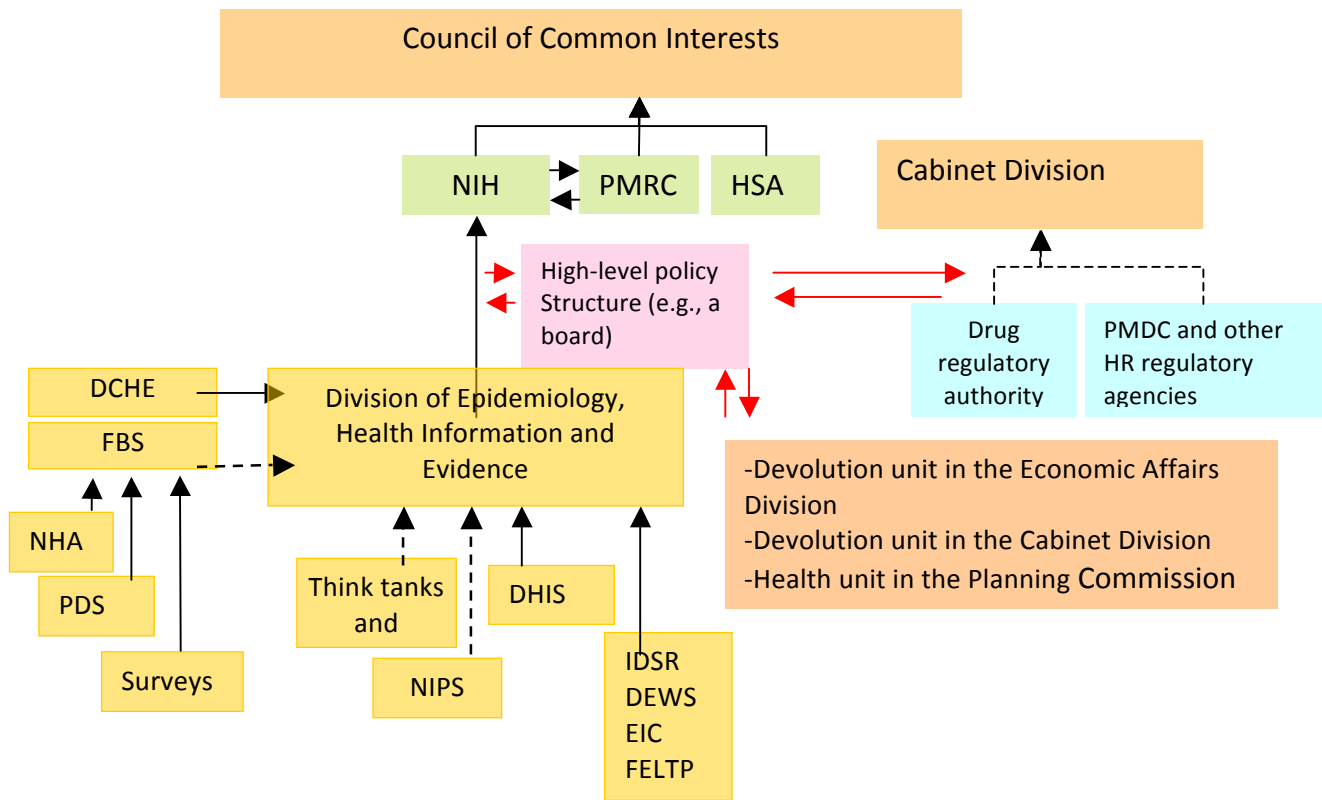 Council of Common Interests
NIH
PMRC
HSA
Cabinet Division
High-level policy
Structure (e.g., a
board)
Drug
regulatory
authority
PMDC and other
HR regulatory
agencies
DCHE
FBS
Division of Epidemiology,
Health Information and
Evidence
NHA
PDS
Surveys
Think tanks
and
NIPS
DHIS
IDSR
DEWS
EIC
FELTP
-Devolution unit in the Economic Affairs
Division
-Devolution unit in the Cabinet Division
-Health unit in the Planning Commission